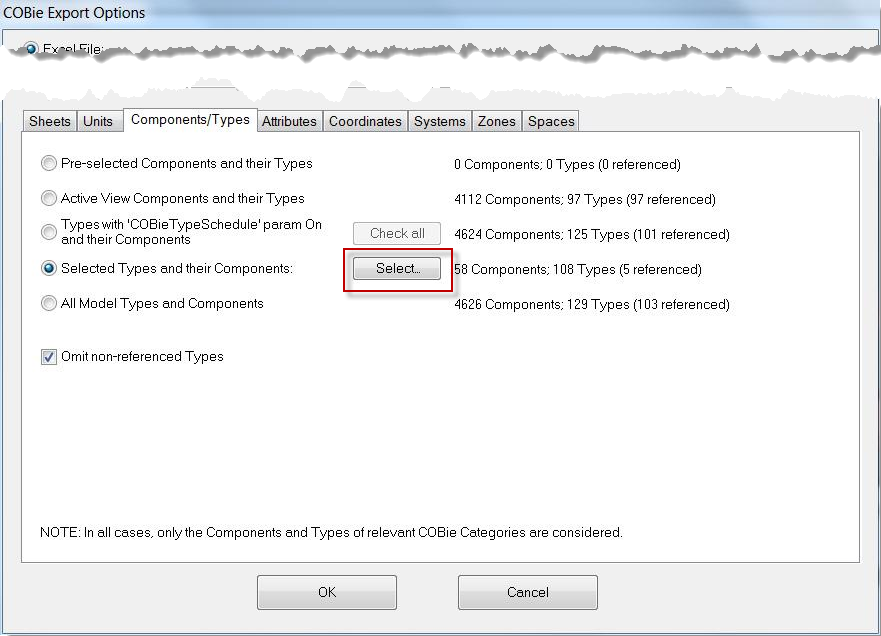 COBie Export Options
Excel File:
Sheets Units Components/Types Attributes Coordinates Systems Zones Spaces
Pre-selected Components and their Types 0 Components; 0 Types (0 referenced)
Active View Components and their Types 4112 Components; 97 Types (97 referenced)
Types with 'COBieTypeSchedule' param On
and their Components Check all 4624 Components; 125 Types (101 referenced)
Selected Types and their Components: Select... 58 Components; 108 Types (5 referenced)
All Model Types and Components 4626 Components; 129 Types (103 referenced)
Omit non-referenced Types
NOTE: In all cases, only the Components and Types of relevant COBie Categories are considered.
OK Cancel